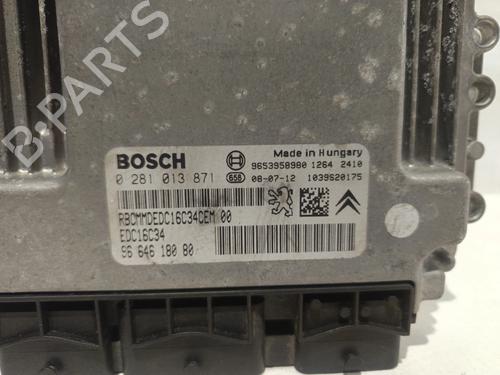 BOSCH
Made in Hungary
9653958980 1264 2410
0 281 013 871
656 08-07-12 1039S20175
RBOMMDEDC16C34CEM 00
EDC16C34
96 646 180 80
B-PARTS